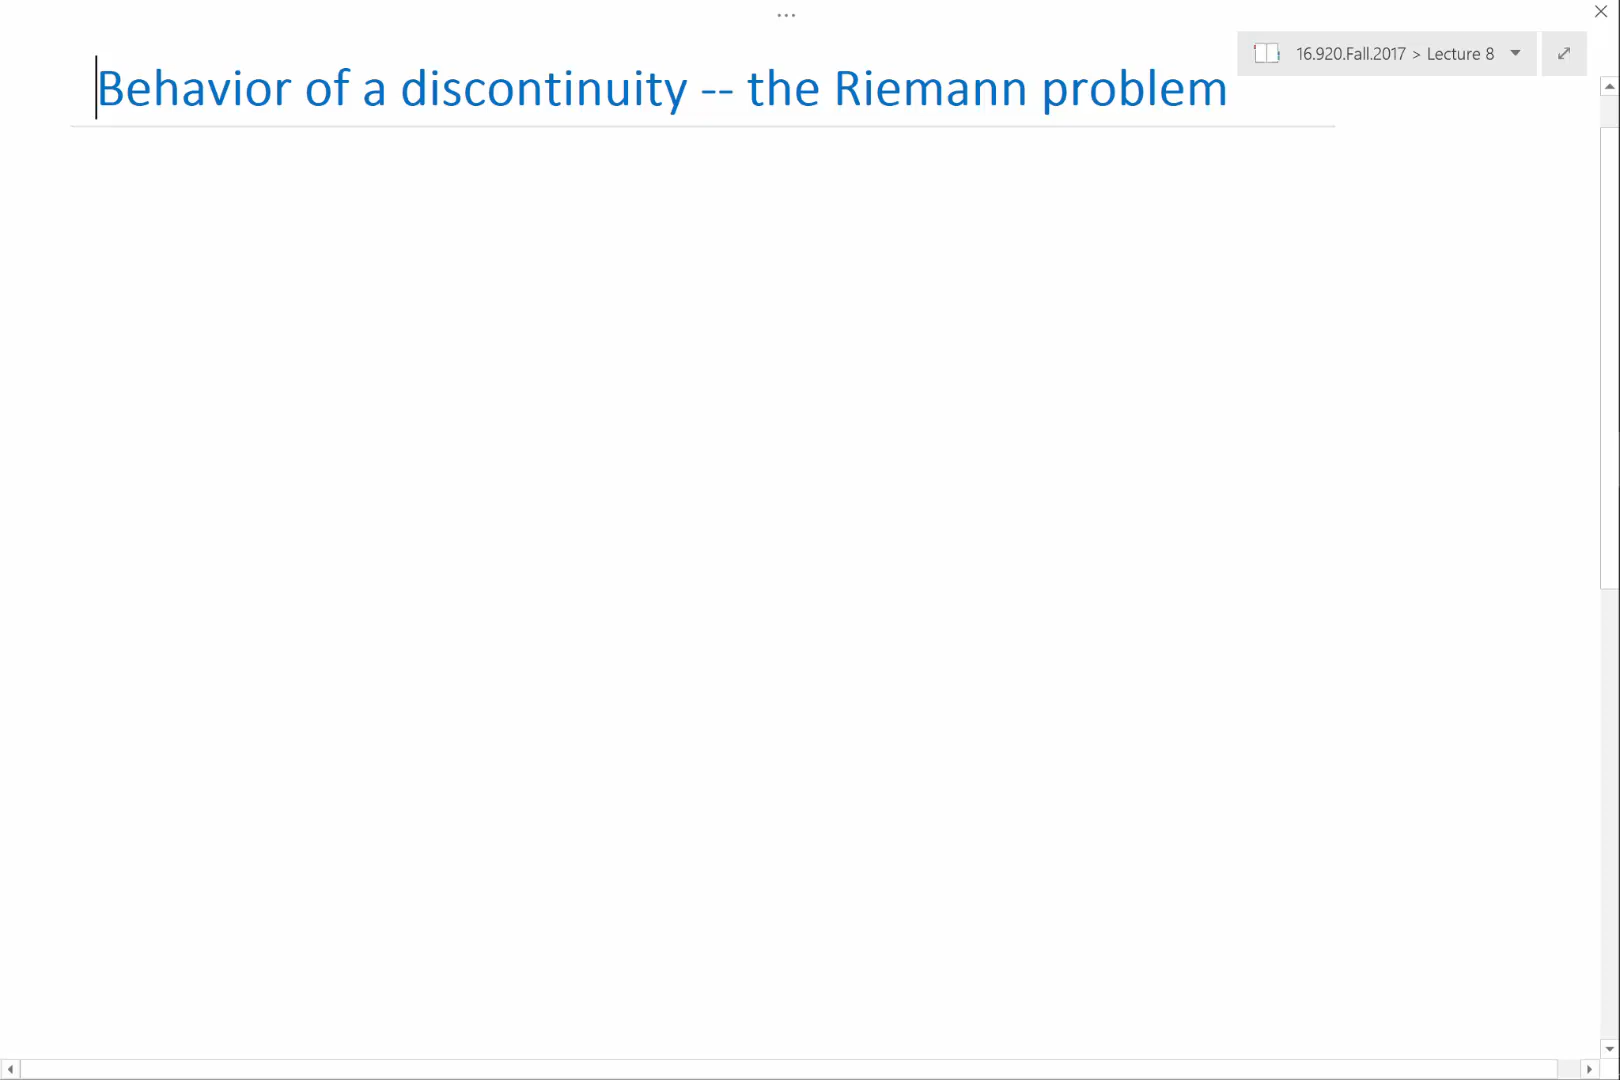 ...
16.920.Fall.2017 > Lecture 8
Behavior of a discontinuity -- the Riemann problem